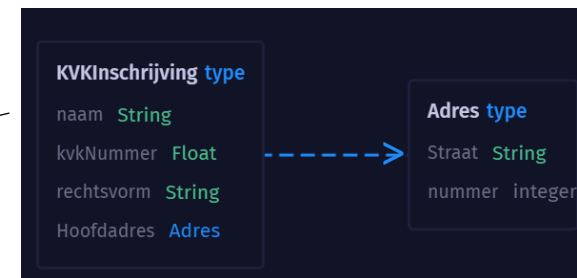 KVKInschrijving type
naam String
kvkNummer Float
rechtsvorm String
Hoofdadres Adres
Adres type
Straat String
nummer integer